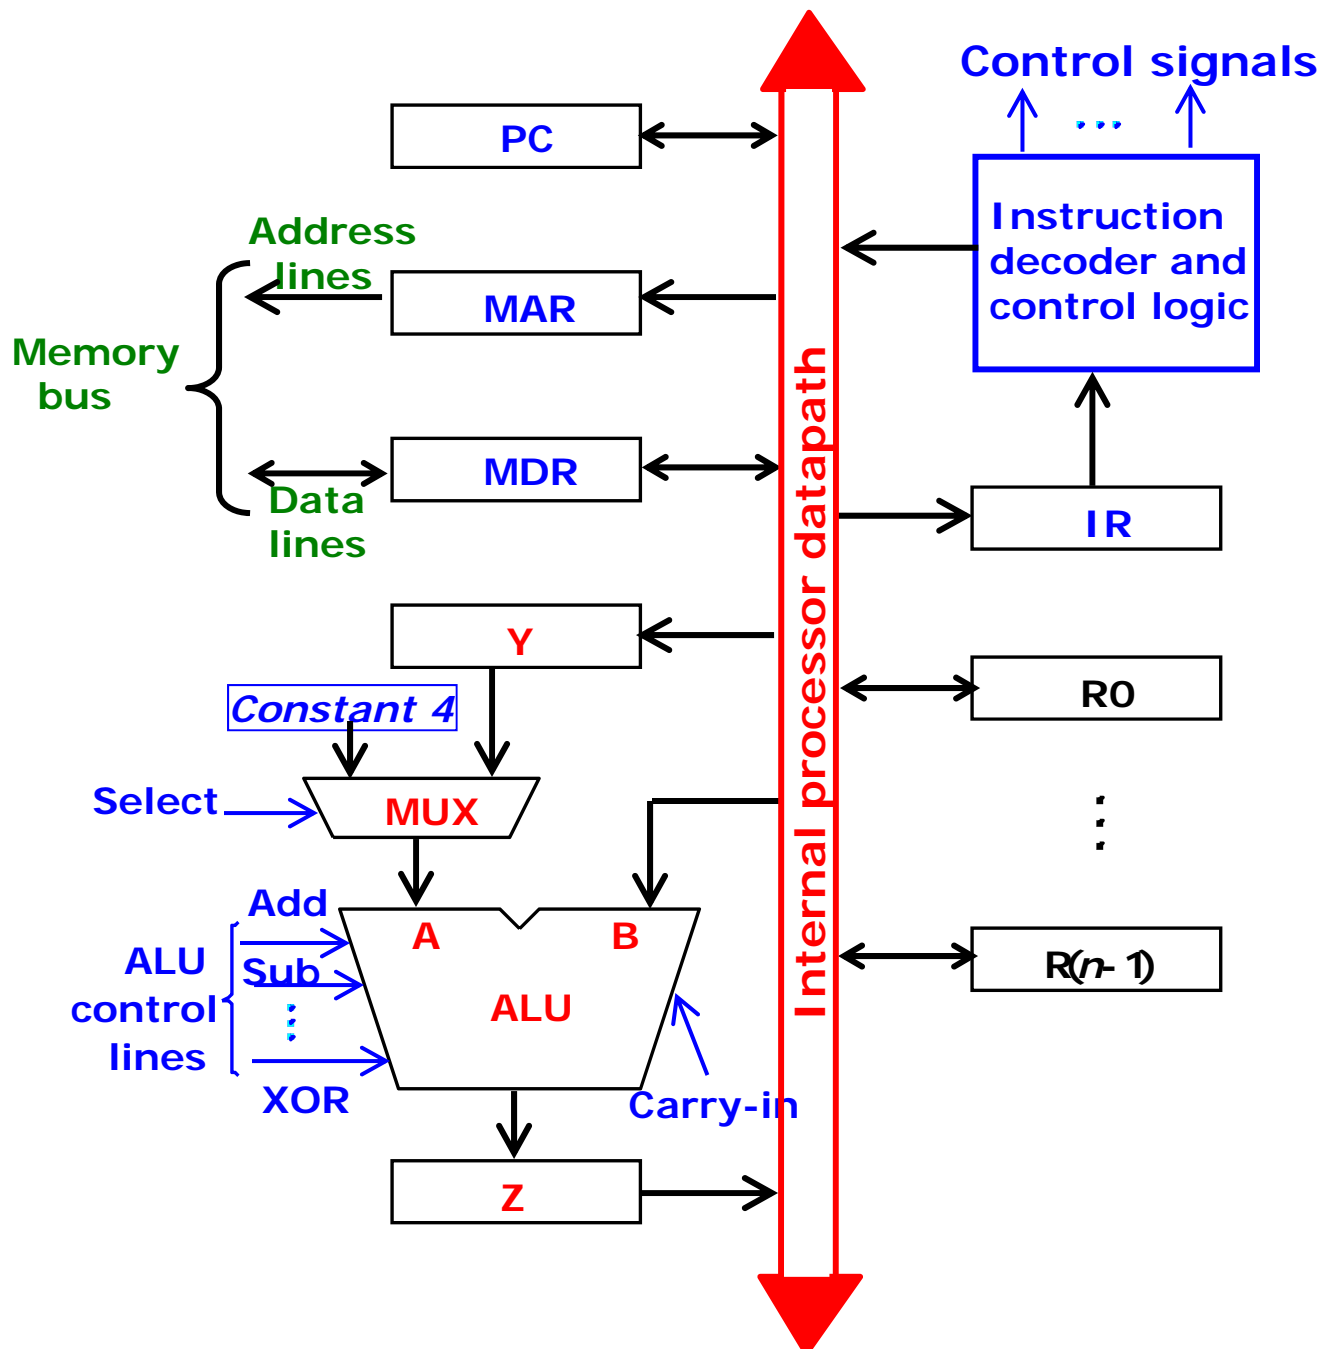 Control signals
PC
Instruction
decoder and
control logic
Address
lines
MAR
Memory
bus
MDR
Data
lines
IR
Internal processor datapath
Y
R0
Constant 4
Select
MUX
Add
A
B
ALU
control
lines
Sub
ALU
R(n-1)
XOR
Carry-in
Z